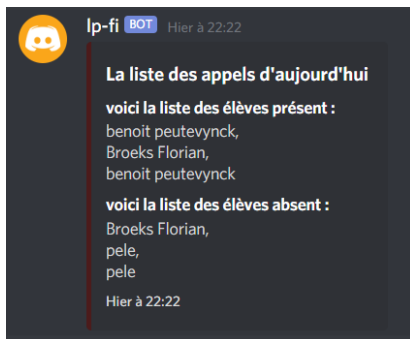 lp-fi BOT Hier à 22:22
La liste des appels d'aujourd'hui
voici la liste des élèves présent :
benoit peutevynck,
Broeks Florian,
benoit peutevynck
voici la liste des élèves absent :
Broeks Florian,
pele,
pele
Hier à 22:22